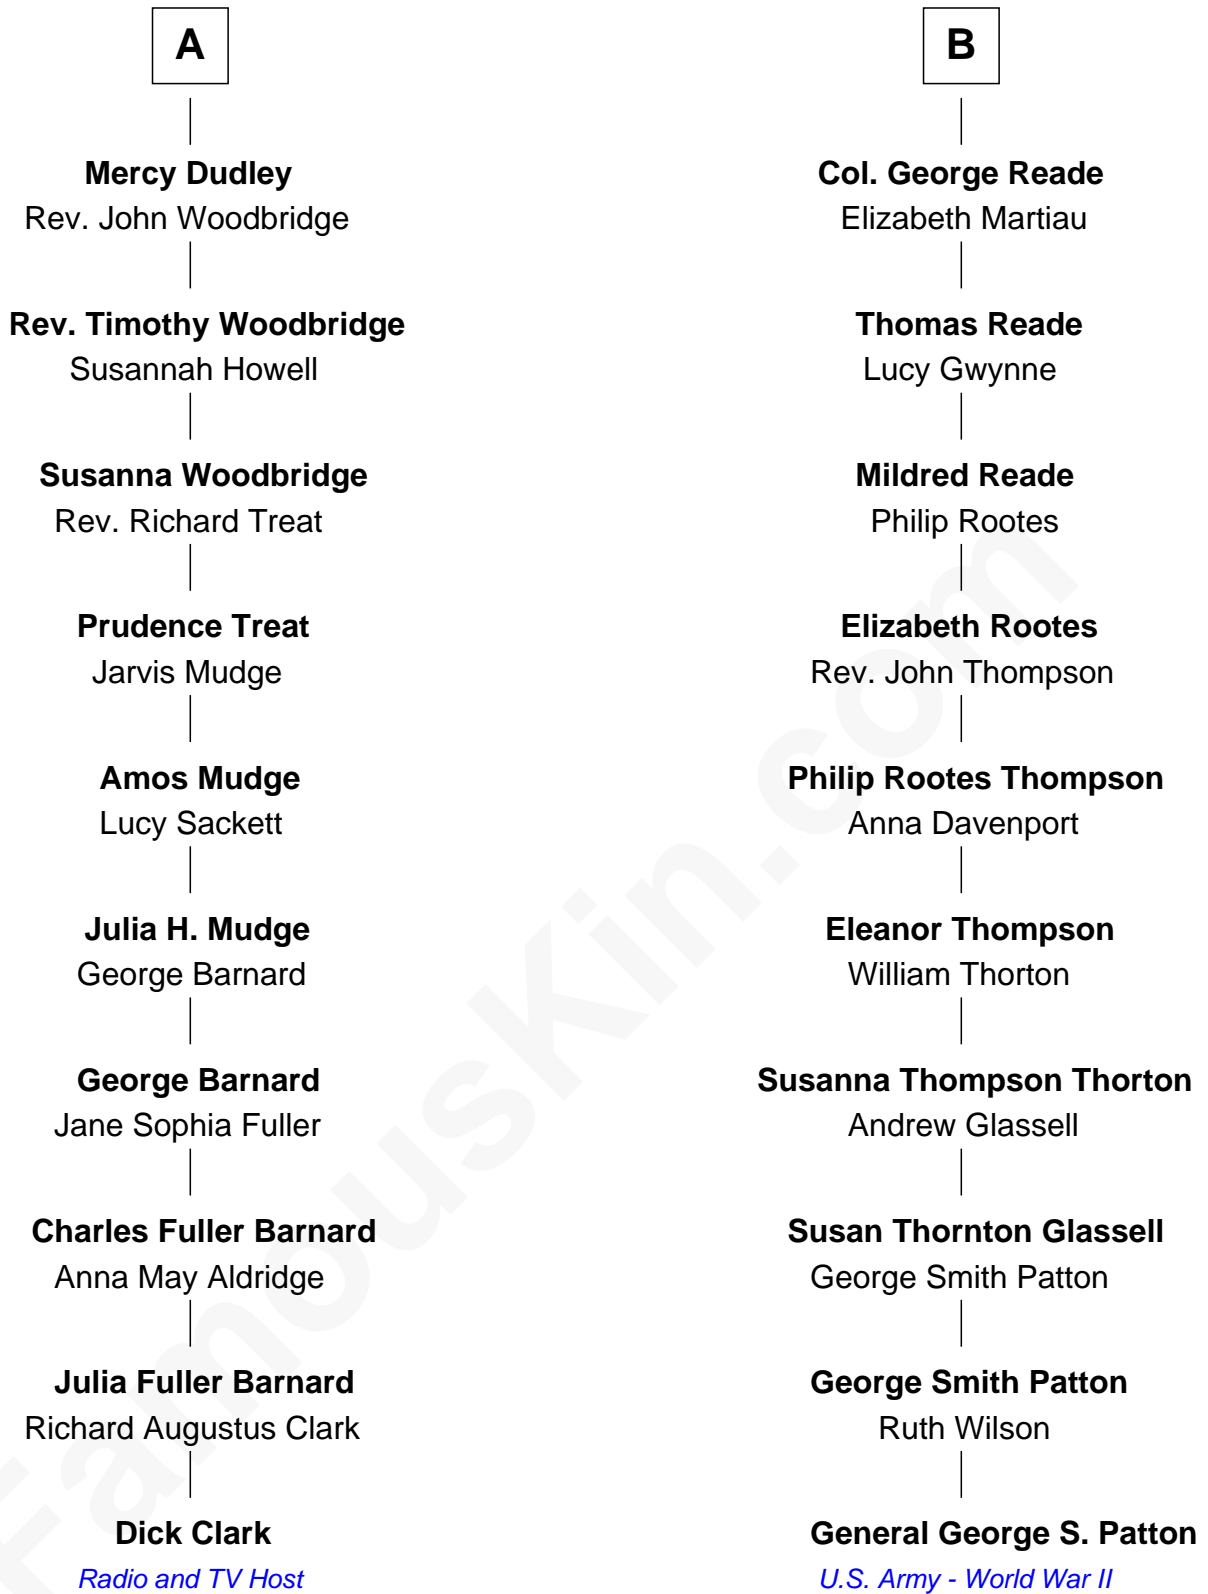 A
Mercy Dudley
Rev. John Woodbridge
Rev. Timothy Woodbridge
Susannah Howell
Susanna Woodbridge
Rev. Richard Treat
Prudence Treat
Jarvis Mudge
Amos Mudge
Lucy Sackett
Julia H. Mudge
George Barnard
George Barnard
Jane Sophia Fuller
Charles Fuller Barnard
Anna May Aldridge
Julia Fuller Barnard
Richard Augustus Clark
Dick Clark
Radio and TV Host
B
Col. George Reade
Elizabeth Martiau
Thomas Reade
Lucy Gwynne
Mildred Reade
Philip Rootes
Elizabeth Rootes
Rev. John Thompson
Philip Rootes Thompson
Anna Davenport
Eleanor Thompson
William Thorton
Susanna Thompson Thorton
Andrew Glassell
Susan Thornton Glassell
George Smith Patton
George Smith Patton
Ruth Wilson
General George S. Patton
U.S. Army - World War II
FamousKin.com